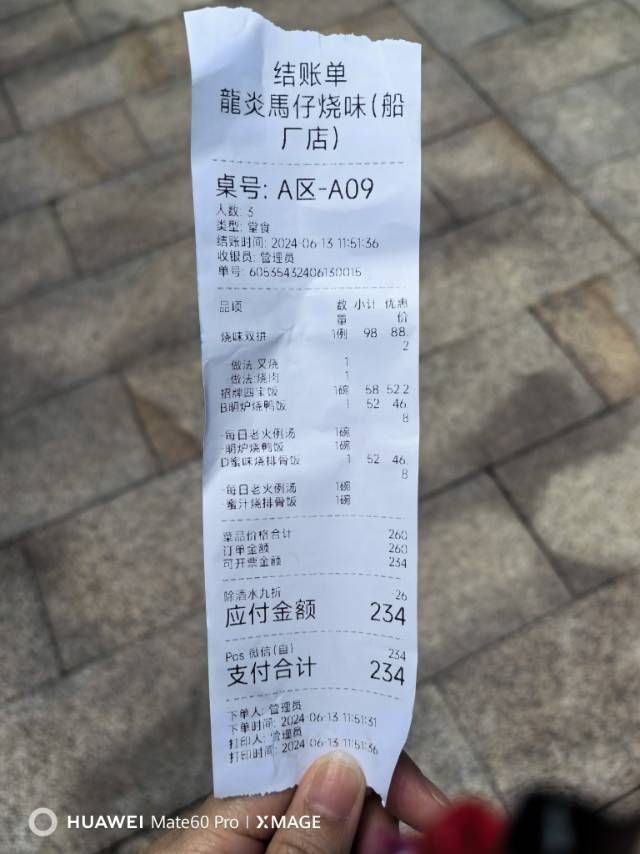 结账单
龍炎馬仔烧味(船
厂店)
桌号: A区-A09
人数: 3
类型: 堂食
结账时间: 2024-06-13 11:51:36
收银员: 管理员
单号: 60535432406130015
品项 数 小计 优惠
量 价
烧味双拼 1例 98 88.
2
做法:叉烧 1
做法:烧肉 1
招牌四宝饭 1碗 58 52.2
B明炉烧鸭饭 1 52 46.
8
·每日老火例汤 1碗
·明炉烧鸭饭 1碗
D蜜味烧排骨饭 1 52 46.
8
·每日老火例汤 1碗
·蜜汁烧排骨饭 1碗
菜品价格合计 260
订单金额 260
可开票金额 234
除酒水九折 -26
应付金额 234
Pos 微信(自) 234
支付合计 234
下单人: 管理员
下单时间: 2024-06-13 11:51:31
打印人: 管理员
打印时间: 2024-06-13 11:51:36
HUAWEI Mate60 Pro | XMAGE